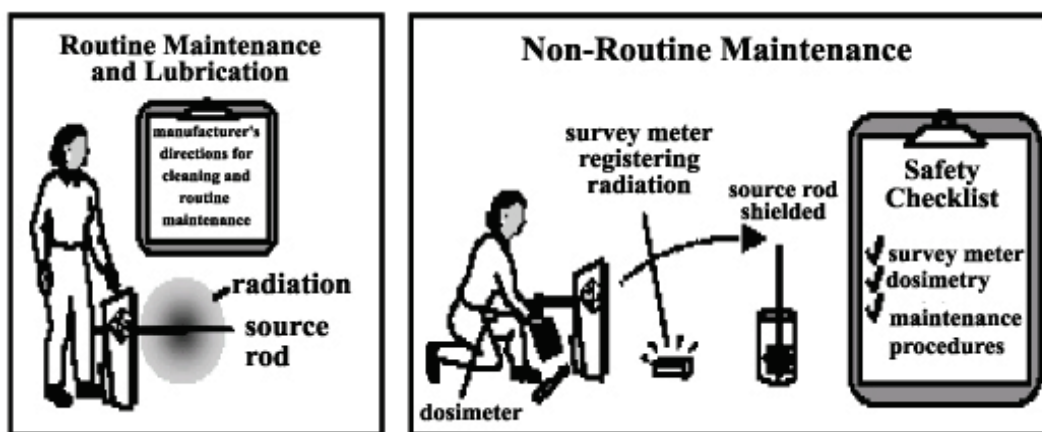 Routine Maintenance
and Lubrication
manufacturer's
directions for
cleaning and
routine
maintenance
radiation
source
rod
Non-Routine Maintenance
survey meter
registering
radiation
source rod
shielded
dosimeter
Safety
Checklist
survey meter
dosimetry
maintenance
procedures